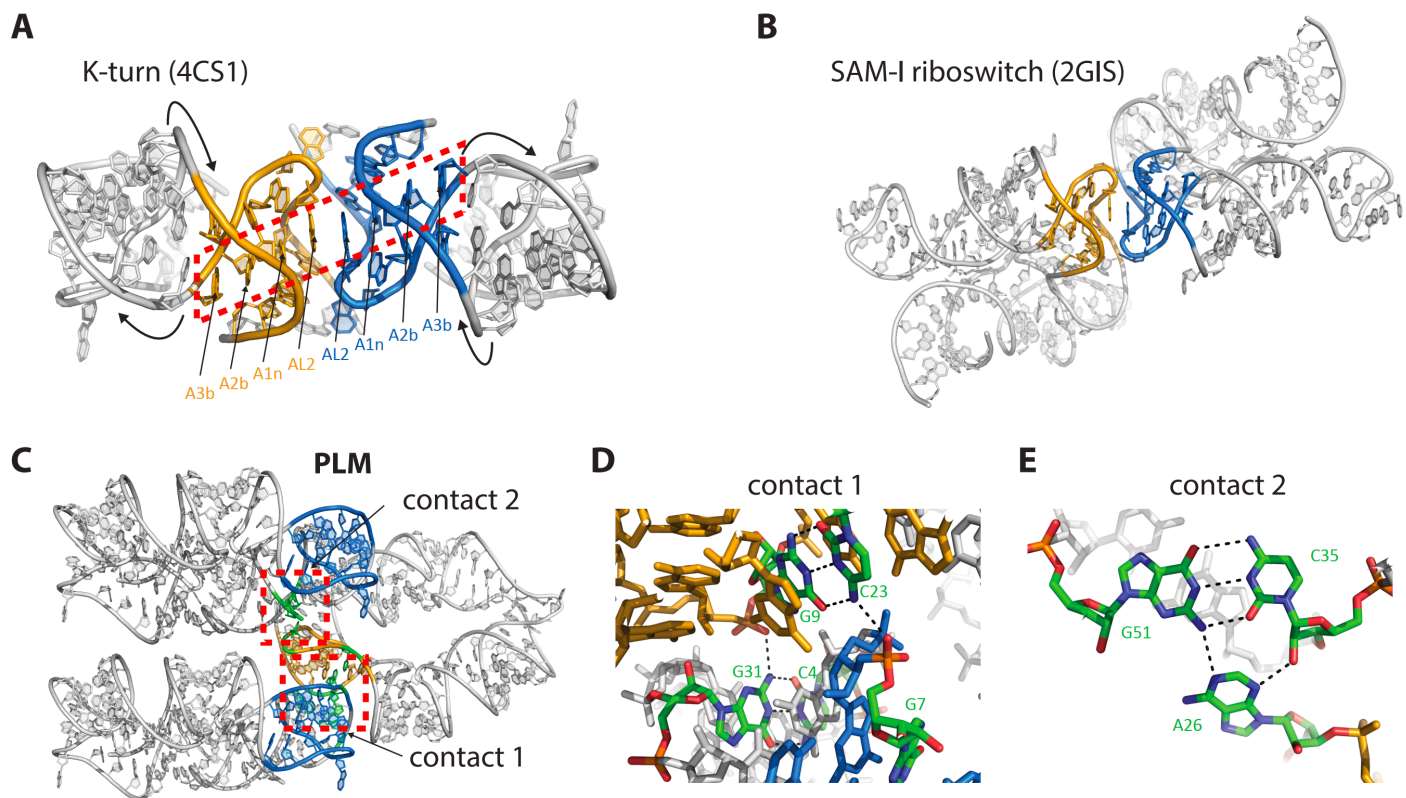 A
K-turn (4CS1)
A3b
A2b
A1n
AL2
AL2
A1n
A2b
A3b
B
SAM-I riboswitch (2GIS)
C
PLM
contact 2
contact 1
D
contact 1
C23
G9
G31
C4
G7
E
contact 2
C35
G51
A26